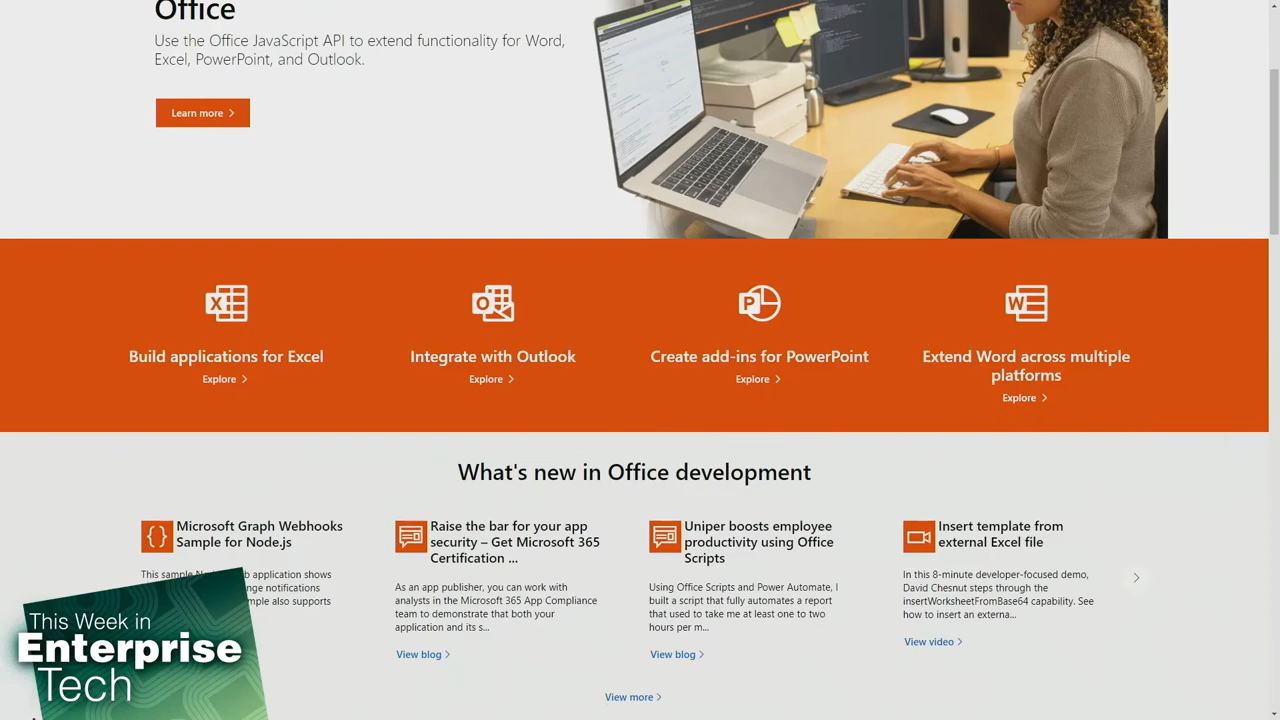 Office
Use the Office JavaScript API to extend functionality for Word,
Excel, PowerPoint, and Outlook.
Learn more
X
O
P
W
Build applications for Excel
Explore
Integrate with Outlook
Explore
Create add-ins for PowerPoint
Explore
Extend Word across multiple
platforms
Explore
What's new in Office development
{}
Microsoft Graph Webhooks
Sample for Node.js
This sample
application shows
notifications
also supports
Raise the bar for your app
security – Get Microsoft 365
Certification ...
As an app publisher, you can work with
analysts in the Microsoft 365 App Compliance
team to demonstrate that both your
application and its s...
View blog
Uniper boosts employee
productivity using Office
Scripts
Using Office Scripts and Power Automate, I
built a script that fully automates a report
that used to take me at least one to two
hours per m...
View blog
Insert template from
external Excel file
In this 8-minute developer-focused demo,
David Chesnut steps through the
insertWorksheetFromBase64 capability. See
how to insert an externa...
View video
View more
This Week in
Enterprise
Tech